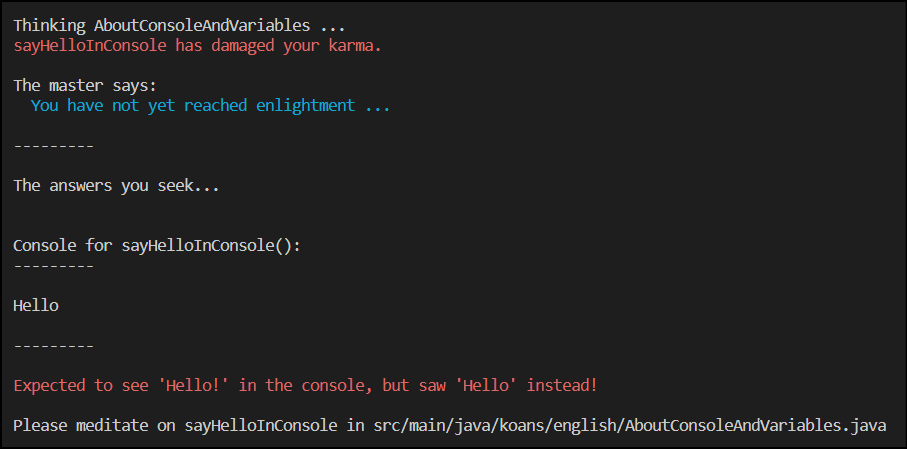 Thinking AboutConsoleAndVariables ...
sayHelloInConsole has damaged your karma.
The master says:
You have not yet reached enlightment ...
---------
The answers you seek...
Console for sayHelloInConsole():
---------
Hello
---------
Expected to see 'Hello!' in the console, but saw 'Hello' instead!
Please meditate on sayHelloInConsole in src/main/java/koans/english/AboutConsoleAndVariables.java